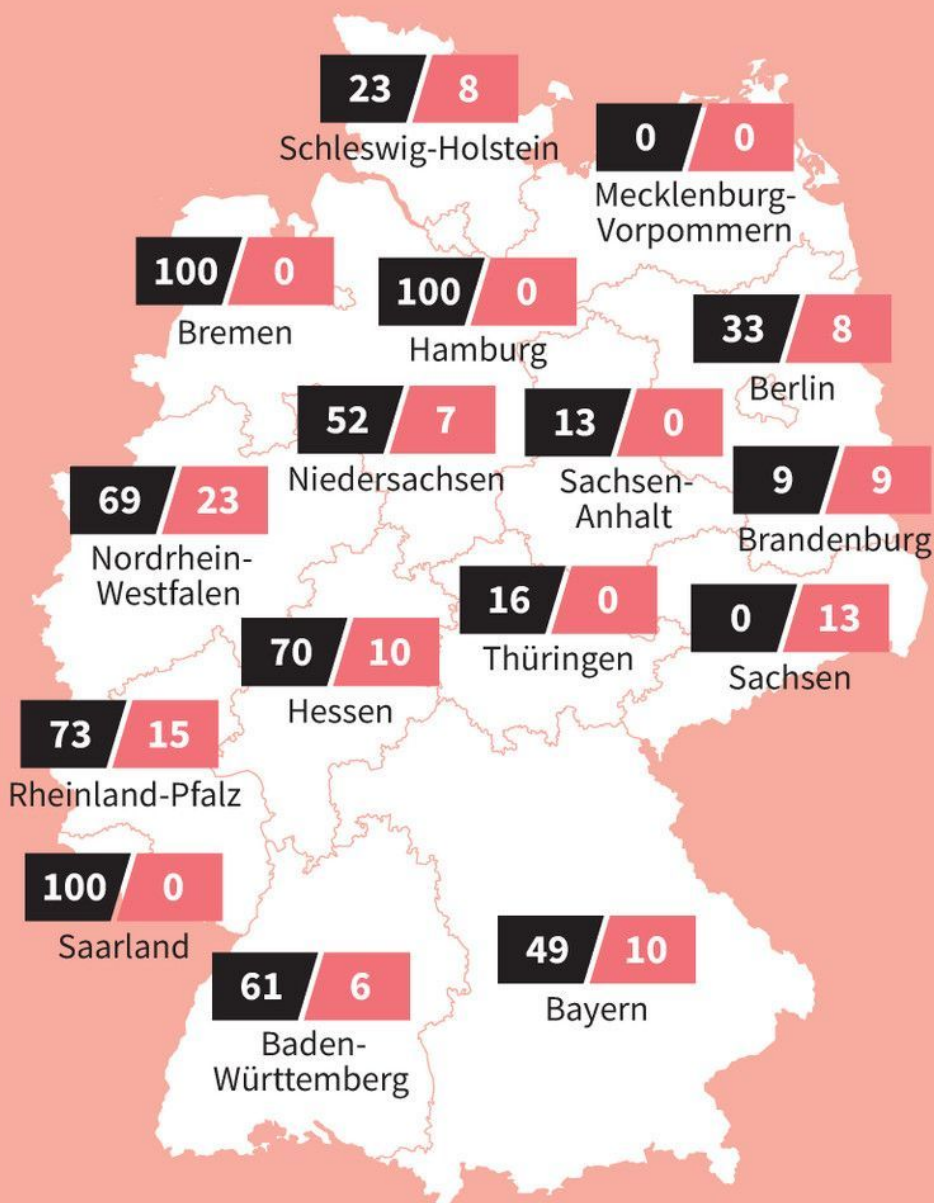 23 8
Schleswig-Holstein
0 0
Mecklenburg-
Vorpommern
100 0
Bremen
100 0
Hamburg
33 8
Berlin
52 7
Niedersachsen
13 0
Sachsen-
Anhalt
9 9
Brandenburg
69 23
Nordrhein-
Westfalen
16 0
Thüringen
0 13
Sachsen
70 10
Hessen
73 15
Rheinland-Pfalz
100 0
Saarland
49 10
Bayern
61 6
Baden-
Württemberg